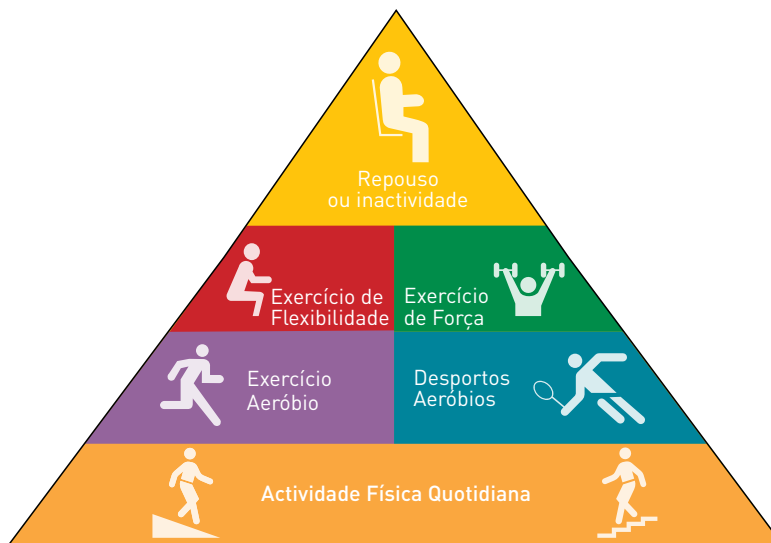 Repouso
ou inactividade
Exercício de
Flexibilidade
Exercício
de Força
Exercício
Aeróbio
Desportos
Aeróbios
Actividade Física Quotidiana